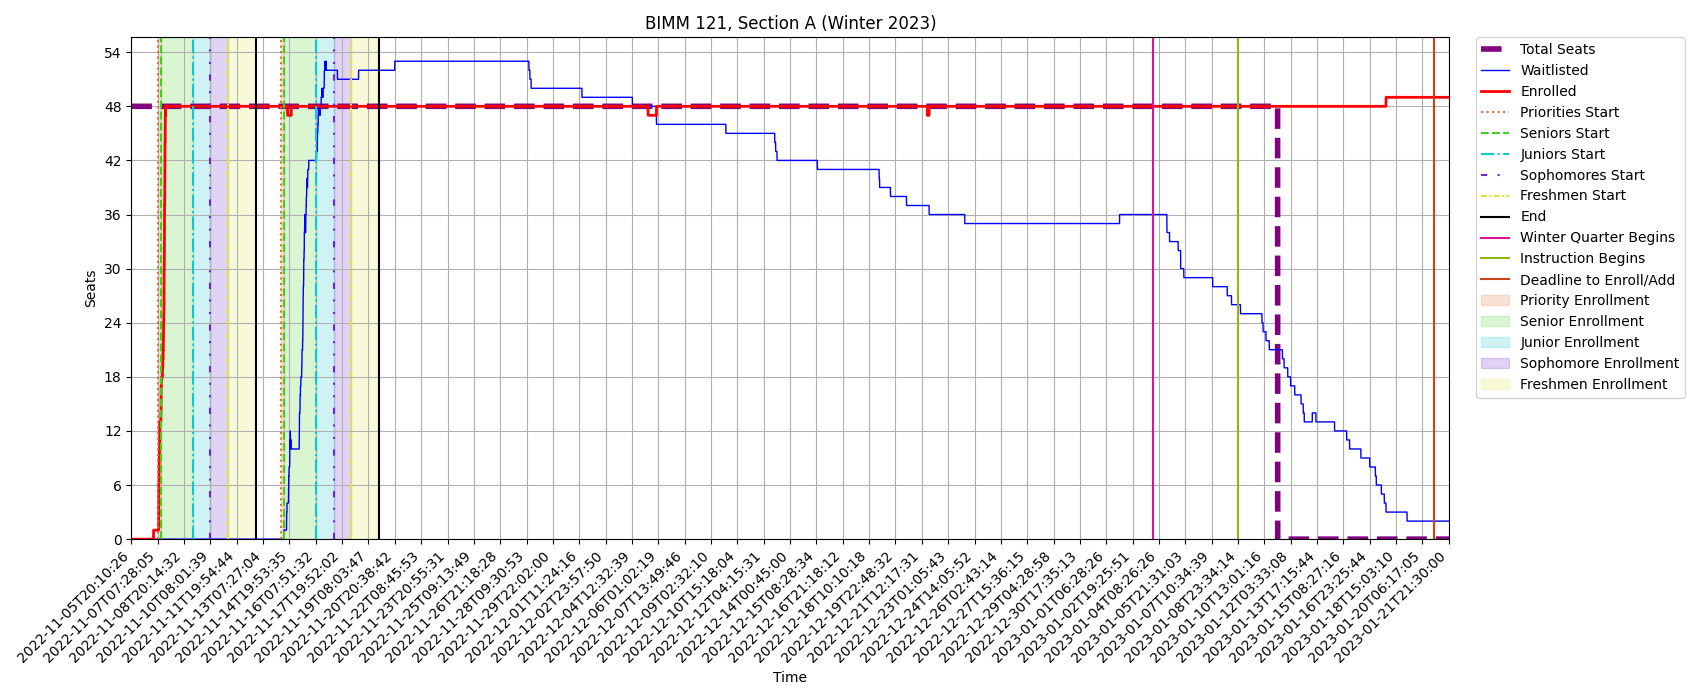 BIMM 121, Section A (Winter 2023)
54
48
42
36
30
24
18
12
6
0
Seats
Total Seats
Waitlisted
Enrolled
Priorities Start
Seniors Start
Juniors Start
Sophomores Start
Freshmen Start
End
Winter Quarter Begins
Instruction Begins
Deadline to Enroll/Add
Priority Enrollment
Senior Enrollment
Junior Enrollment
Sophomore Enrollment
Freshmen Enrollment
2022-11-05T20:10:26
2022-11-07T07:28:05
2022-11-08T20:14:32
2022-11-10T08:01:39
2022-11-11T19:54:44
2022-11-13T07:27:04
2022-11-14T19:53:35
2022-11-16T07:51:32
2022-11-17T19:52:02
2022-11-19T08:03:47
2022-11-20T20:38:42
2022-11-22T08:45:53
2022-11-23T20:55:31
2022-11-25T09:13:49
2022-11-26T21:18:28
2022-11-28T09:30:53
2022-11-29T22:02:00
2022-12-01T11:24:16
2022-12-02T23:57:50
2022-12-04T12:32:39
2022-12-06T01:02:19
2022-12-07T13:49:46
2022-12-09T02:32:10
2022-12-10T15:18:04
2022-12-12T04:15:31
2022-12-14T00:45:00
2022-12-15T08:28:34
2022-12-16T21:18:12
2022-12-18T10:10:18
2022-12-19T22:48:32
2022-12-21T12:17:31
2022-12-23T01:05:43
2022-12-24T14:05:52
2022-12-26T02:43:14
2022-12-27T15:36:15
2022-12-29T04:28:58
2022-12-30T17:35:13
2023-01-01T06:28:26
2023-01-02T19:25:51
2023-01-04T08:26:26
2023-01-05T21:31:03
2023-01-07T10:34:39
2023-01-08T23:34:14
2023-01-10T13:01:16
2023-01-12T03:33:08
2023-01-13T17:15:44
2023-01-15T08:27:16
2023-01-16T23:25:44
2023-01-18T15:03:10
2023-01-20T06:17:05
2023-01-21T21:30:00
Time